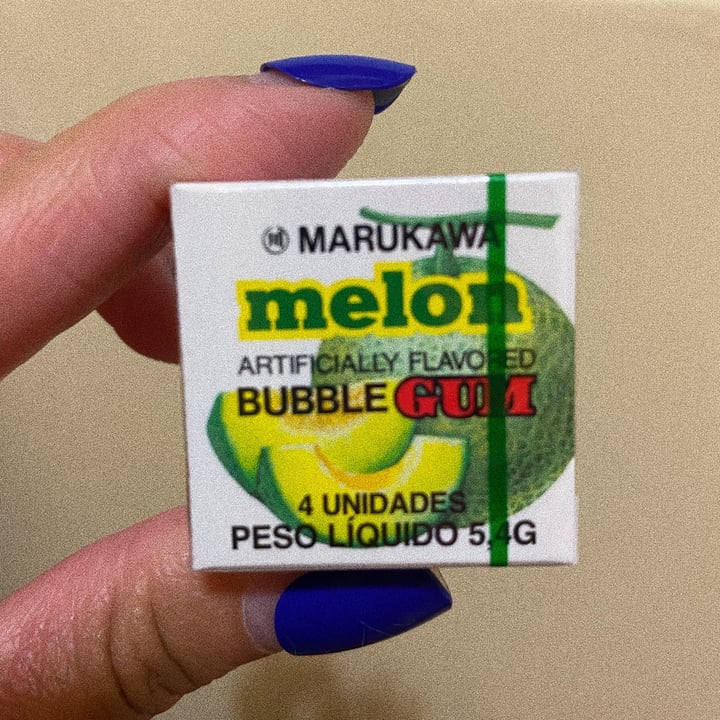 MARUKAWA
melon
ARTIFICIALLY FLAVORED
BUBBLE GUM
4 UNIDADES
PESO LÍQUIDO 5,4G